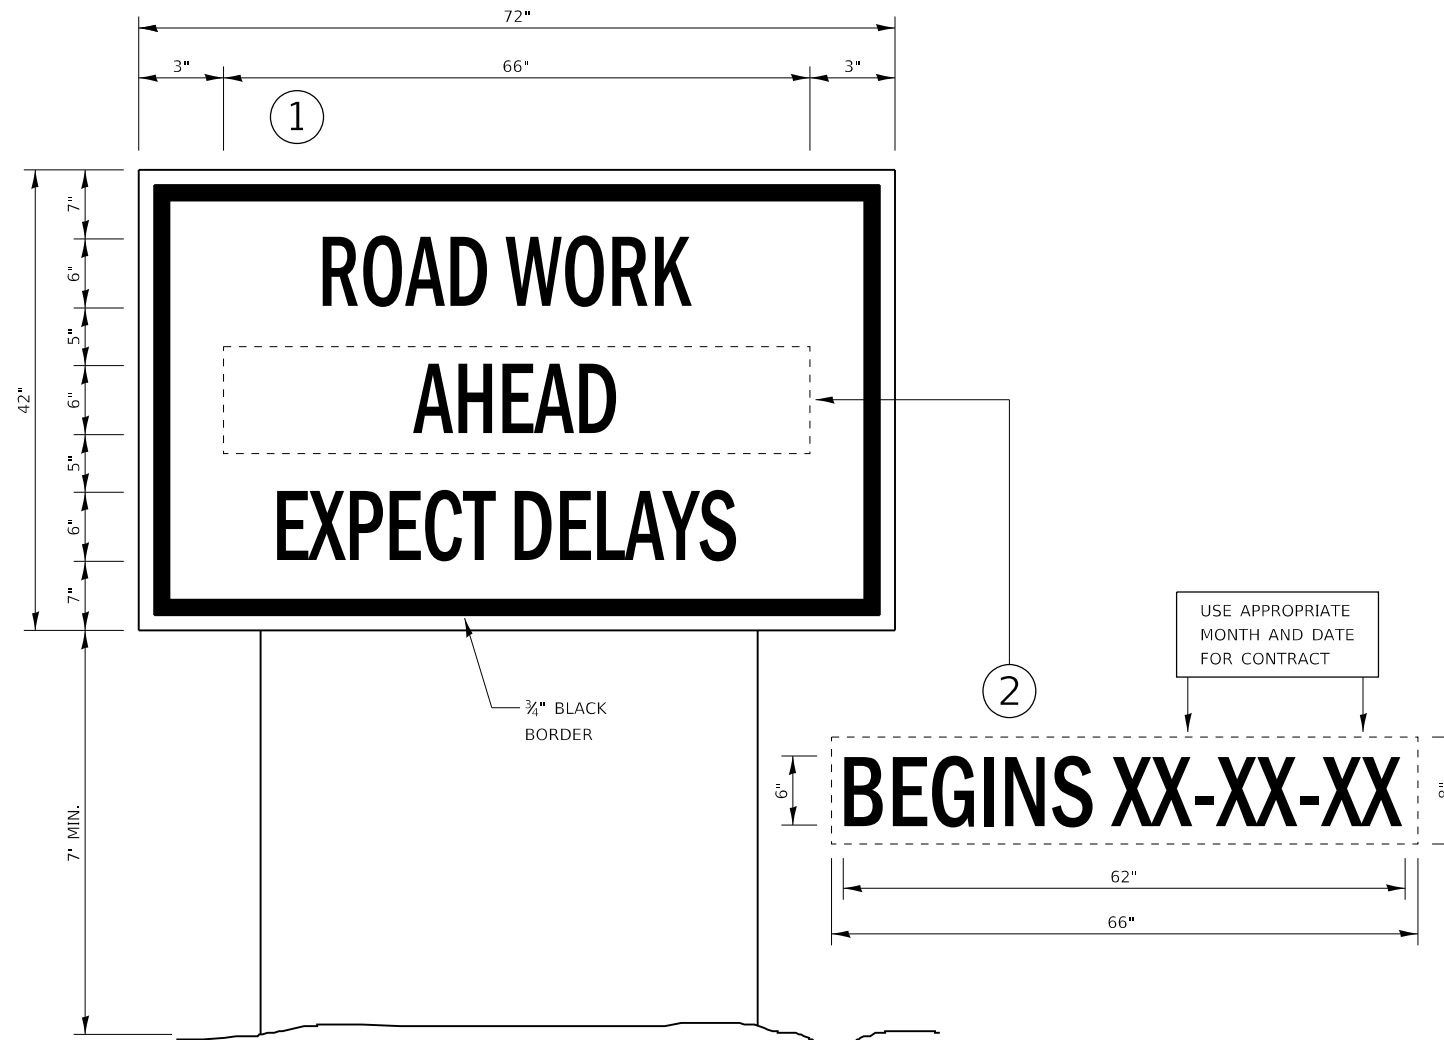 72"
3"
66"
3"
1
7"
6"
5"
6"
5"
6"
7"
42"
7' MIN.
ROAD WORK
AHEAD
EXPECT DELAYS
¾" BLACK
BORDER
2
USE APPROPRIATE
MONTH AND DATE
FOR CONTRACT
6"
BEGINS XX-XX-XX
62"
66"